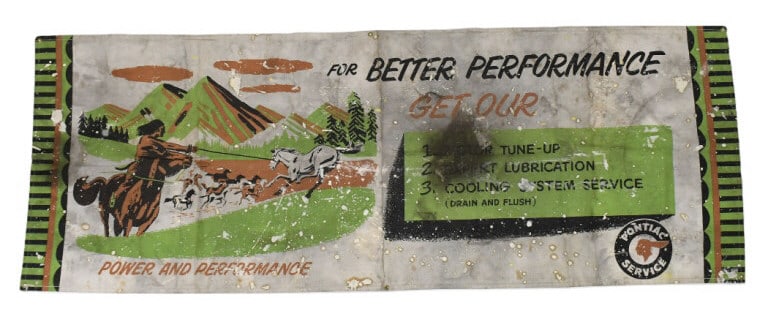 FOR BETTER PERFORMANCE
GET OUR
1. TUNE-UP
2. LUBRICATION
3. COOLING SYSTEM SERVICE
(DRAIN AND FLUSH)
POWER AND PERFORMANCE
PONTIAC
SERVICE